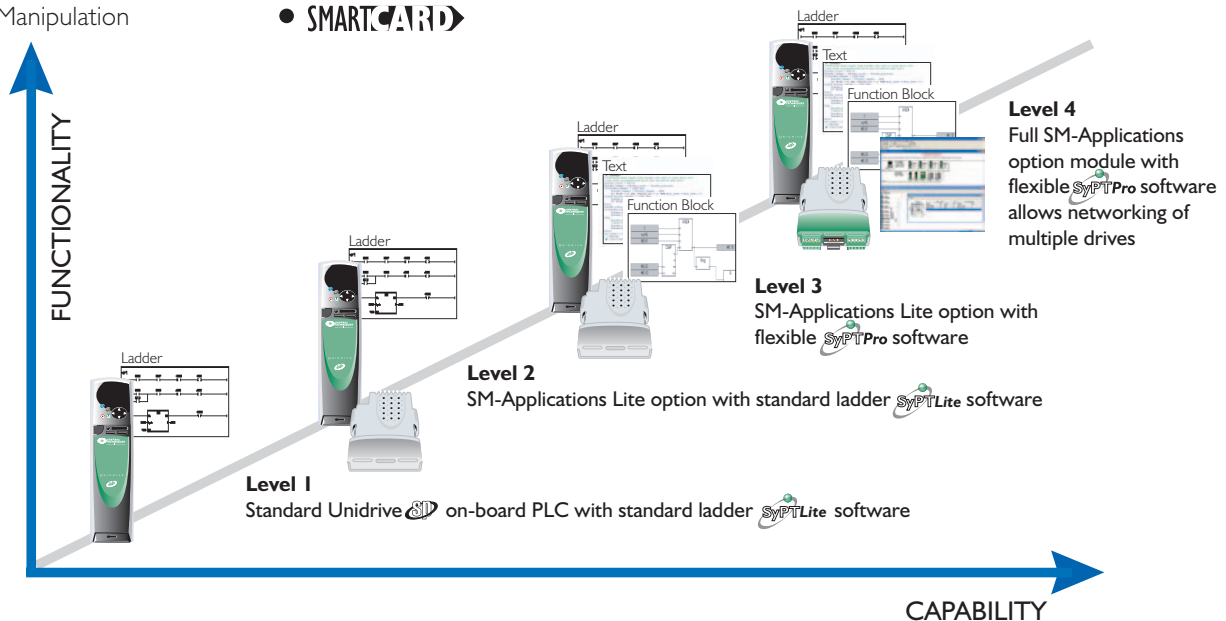 Manipulation
• SMARTCARD
FUNCTIONALITY
Ladder
Text
Function Block
Level 4
Full SM-Applications
option module with
flexible SyPTPro software
allows networking of
multiple drives
Ladder
Text
Function Block
Level 3
SM-Applications Lite option with
flexible SyPTPro software
Ladder
Level 2
SM-Applications Lite option with standard ladder SyPTLite software
Ladder
Level 1
Standard Unidrive SP on-board PLC with standard ladder SyPTLite software
CAPABILITY